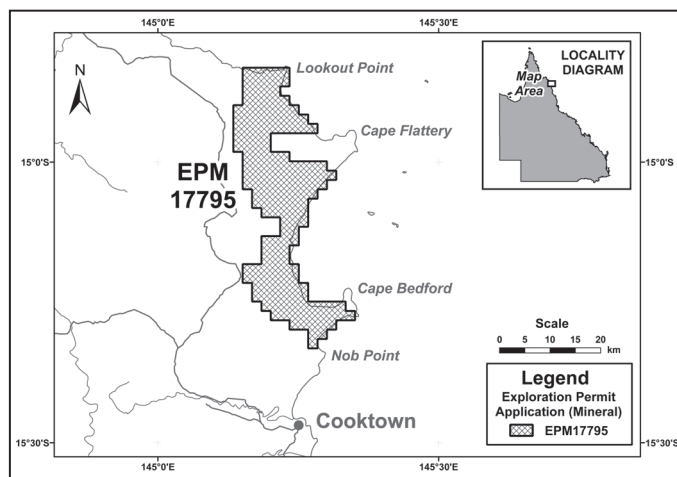 145°0'E
145°30'E
N
Lookout Point
Cape Flattery
15°0'S
15°0'S
EPM
17795
LOCALITY
DIAGRAM
Map
Area
Cape Bedford
Nob Point
Cooktown
Scale
0 5 10 15 20
km
Legend
Exploration Permit
Application (Mineral)
EPM17795
15°30'S
15°30'S
145°0'E
145°30'E